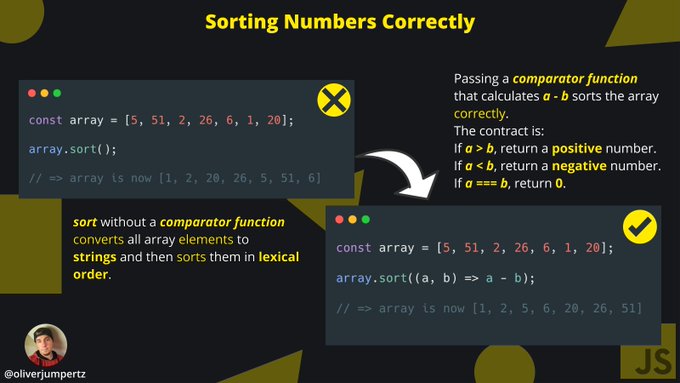 Sorting Numbers Correctly
const array = [5, 51, 2, 26, 6, 1, 20];
array.sort();
// => array is now [1, 2, 20, 26, 5, 51, 6]
sort without a comparator function
converts all array elements to
strings and then sorts them in lexical
order.
Passing a comparator function
that calculates a - b sorts the array
correctly.
The contract is:
If a > b, return a positive number.
If a < b, return a negative number.
If a === b, return 0.
const array = [5, 51, 2, 26, 6, 1, 20];
array.sort((a, b) => a - b);
// => array is now [1, 2, 5, 6, 20, 26, 51]
@oliverjumpertz
JS